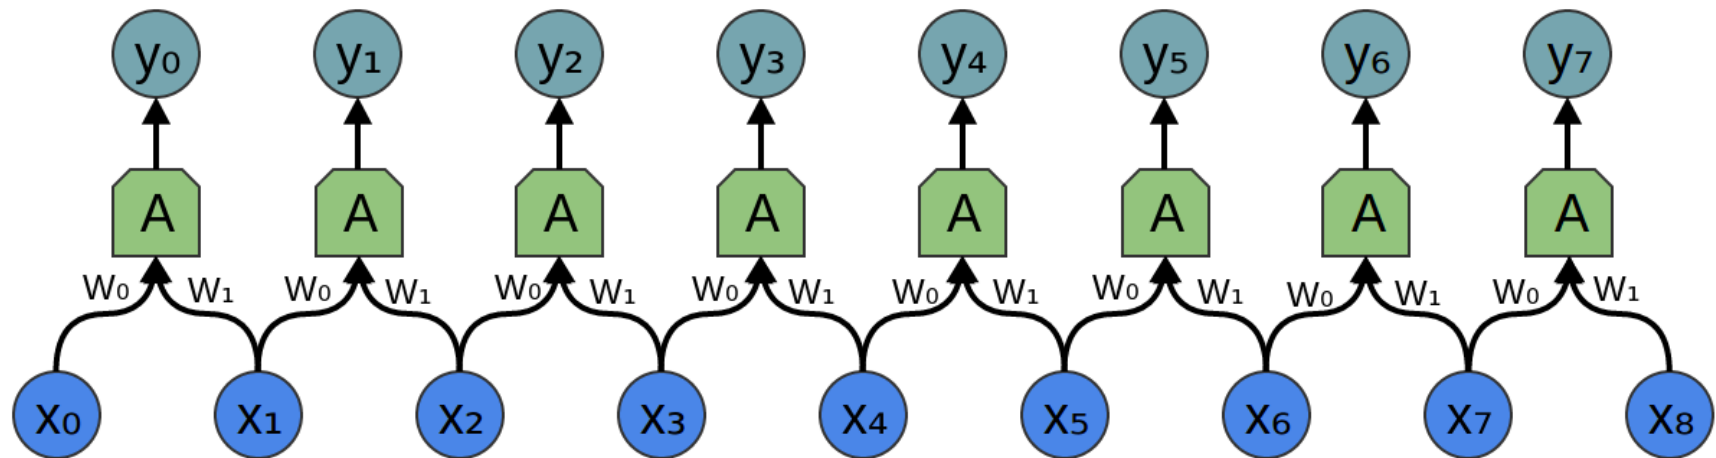 y₀ y₁ y₂ y₃ y₄ y₅ y₆ y₇
A A A A A A A A
W₀ W₁ W₀ W₁ W₀ W₁ W₀ W₁ W₀ W₁ W₀ W₁ W₀ W₁ W₀ W₁
x₀ x₁ x₂ x₃ x₄ x₅ x₆ x₇ x₈